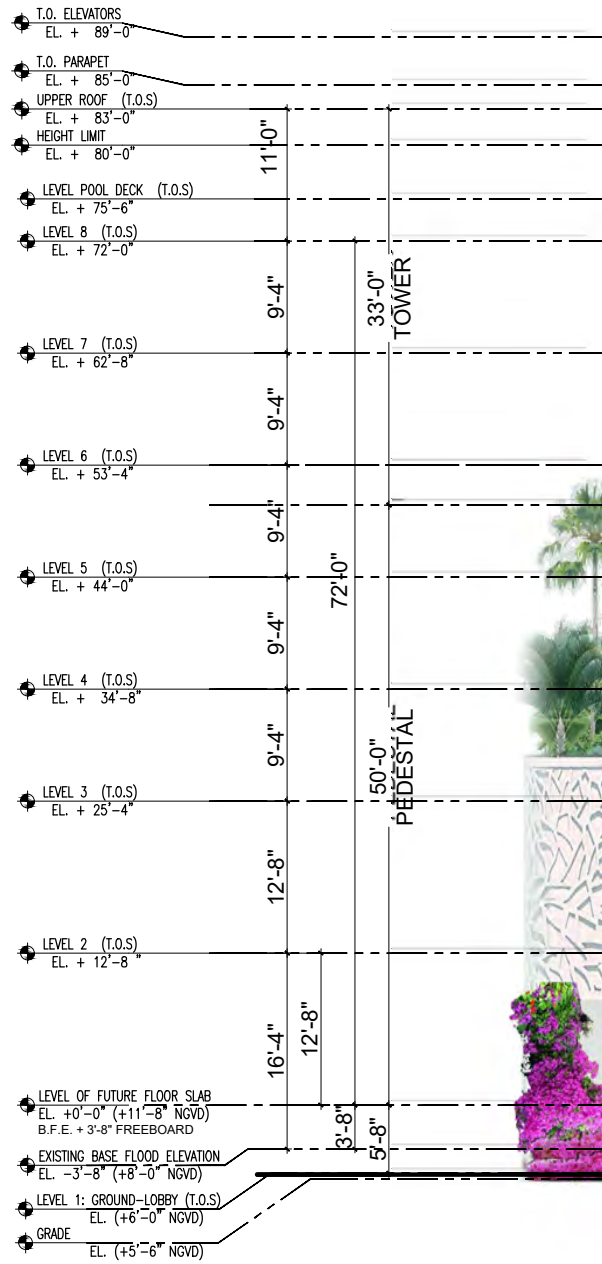 T.O. ELEVATORS
EL. + 89'-0"
T.O. PARAPET
EL. + 85'-0"
UPPER ROOF (T.O.S)
EL. + 83'-0"
HEIGHT LIMIT
EL. + 80'-0"
11'-0"
LEVEL POOL DECK (T.O.S)
EL. + 75'-6"
LEVEL 8 (T.O.S)
EL. + 72'-0"
9'-4"
33'-0"
TOWER
LEVEL 7 (T.O.S)
EL. + 62'-8"
9'-4"
LEVEL 6 (T.O.S)
EL. + 53'-4"
9'-4"
72'-0"
LEVEL 5 (T.O.S)
EL. + 44'-0"
9'-4"
LEVEL 4 (T.O.S)
EL. + 34'-8"
9'-4"
50'-0"
PEDESTAL
LEVEL 3 (T.O.S)
EL. + 25'-4"
12'-8"
LEVEL 2 (T.O.S)
EL. + 12'-8 "
16'-4"
12'-8"
LEVEL OF FUTURE FLOOR SLAB
EL. +0'-0" (+11'-8" NGVD)
B.F.E. + 3'-8" FREEBOARD
3'-8"
5'-8"
EXISTING BASE FLOOD ELEVATION
EL. -3'-8" (+8'-0" NGVD)
LEVEL 1: GROUND-LOBBY (T.O.S)
EL. (+6'-0" NGVD)
GRADE
EL. (+5'-6" NGVD)